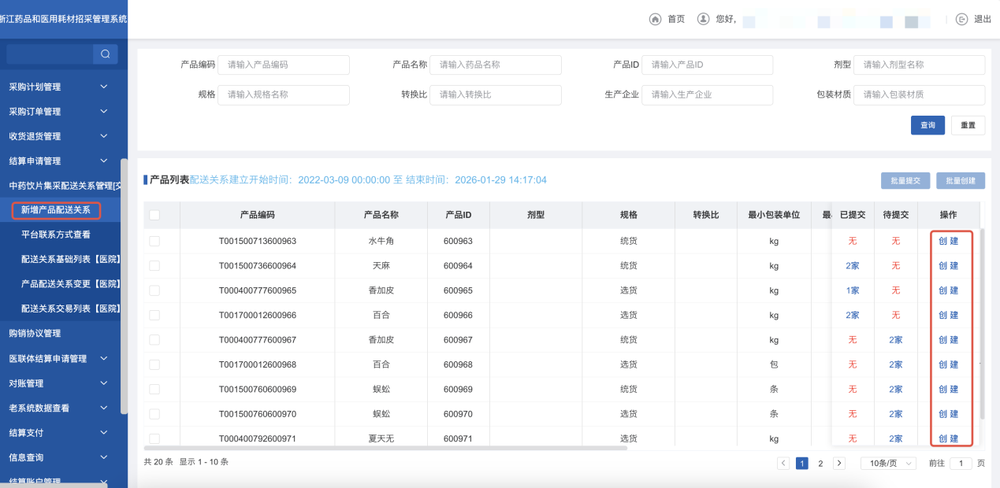 浙江药品和医用耗材招采管理系统
首页 您好, 退出
采购计划管理
采购订单管理
收货退货管理
结算申请管理
中药饮片集采配送关系管理[交
新增产品配送关系
平台联系方式查看
配送关系基础列表【医院】
产品配送关系变更【医院】
配送关系交易列表【医院】
购销协议管理
医联体结算申请管理
对账管理
老系统数据查看
结算支付
信息查询
结算账户管理
产品编码 请输入产品编码 产品名称 请输入药品名称 产品ID 请输入产品ID 剂型 请输入剂型名称
规格 请输入规格名称 转换比 请输入转换比 生产企业 请输入生产企业 包装材质 请输入包装材质
查询 重置
产品列表配送关系建立开始时间：2022-03-09 00:00:00 至 结束时间：2026-01-29 14:17:04 批量提交 批量创建
产品编码 产品名称 产品ID 剂型 规格 转换比 最小包装单位 最 已提交 待提交 操作
T001500713600963 水牛角 600963 统货 kg 无 无 创建
T001500736600964 天麻 600964 统货 kg 2家 无 创建
T000400777600965 香加皮 600965 统货 kg 1家 无 创建
T001700012600966 百合 600966 选货 kg 2家 无 创建
T000400777600967 香加皮 600967 统货 kg 无 2家 创建
T001700012600968 百合 600968 选货 包 无 2家 创建
T001500760600969 蜈蚣 600969 统货 条 无 2家 创建
T001500760600970 蜈蚣 600970 选货 条 无 2家 创建
T000400792600971 夏天无 600971 选货 kg 无 2家 创建
共 20 条 显示 1 - 10 条 1 2 10条/页 前往 1 页